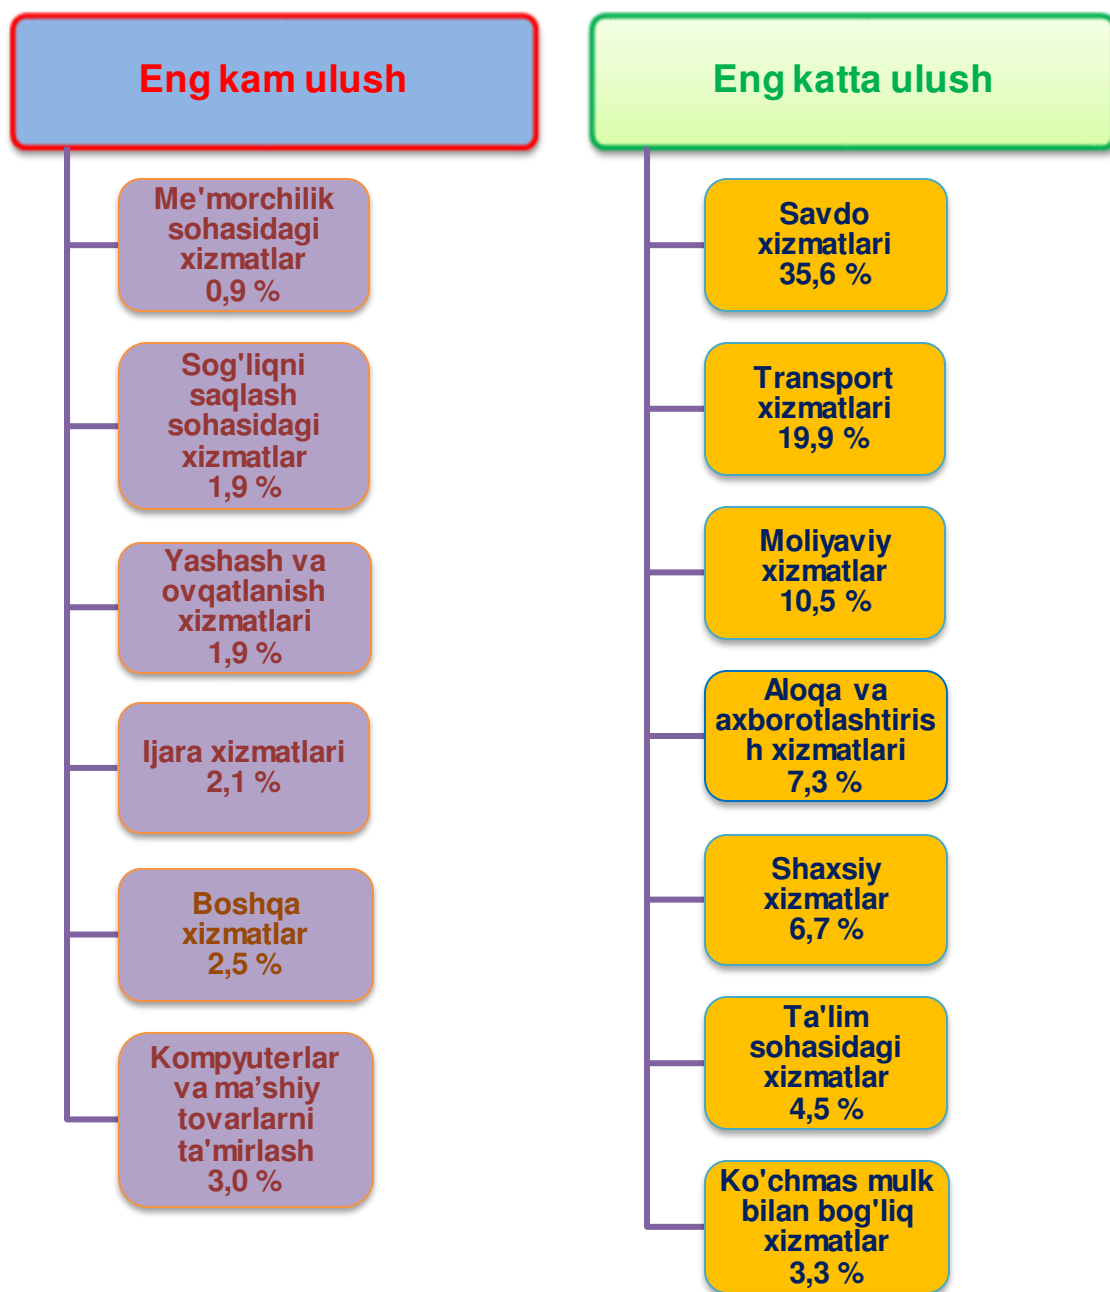 Eng kam ulush
Me'morchilik
sohasidagi
xizmatlar
0,9 %
Sog'liqni
saqlash
sohasidagi
xizmatlar
1,9 %
Yashash va
ovqatlanish
xizmatlari
1,9 %
Ijara xizmatlari
2,1 %
Boshqa
xizmatlar
2,5 %
Kompyuterlar
va ma’shiy
tovarlarni
ta'mirlash
3,0 %
Eng katta ulush
Savdo
xizmatlari
35,6 %
Transport
xizmatlari
19,9 %
Moliyaviy
xizmatlar
10,5 %
Aloqa va
axborotlashtiris
h xizmatlari
7,3 %
Shaxsiy
xizmatlar
6,7 %
Ta'lim
sohasidagi
xizmatlar
4,5 %
Ko'chmas mulk
bilan bog'liq
xizmatlar
3,3 %